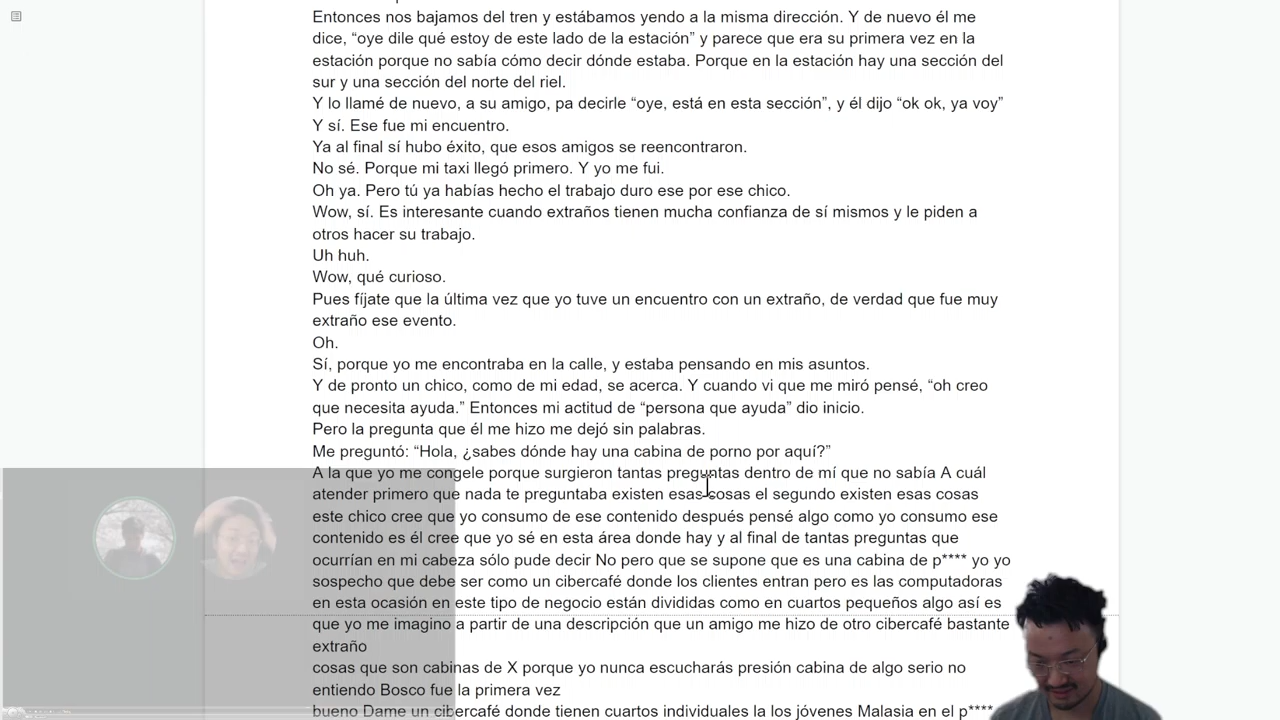 Entonces nos bajamos del tren y estábamos yendo a la misma dirección. Y de nuevo él me
dice, “oye dile qué estoy de este lado de la estación” y parece que era su primera vez en la
estación porque no sabía cómo decir dónde estaba. Porque en la estación hay una sección del
sur y una sección del norte del riel.
Y lo llamé de nuevo, a su amigo, pa decirle “oye, está en esta sección”, y él dijo “ok ok, ya voy”
Y sí. Ese fue mi encuentro.
Ya al final sí hubo éxito, que esos amigos se reencontraron.
No sé. Porque mi taxi llegó primero. Y yo me fui.
Oh ya. Pero tú ya habías hecho el trabajo duro ese por ese chico.
Wow, sí. Es interesante cuando extraños tienen mucha confianza de sí mismos y le piden a
otros hacer su trabajo.
Uh huh.
Wow, qué curioso.
Pues fíjate que la última vez que yo tuve un encuentro con un extraño, de verdad que fue muy
extraño ese evento.
Oh.
Sí, porque yo me encontraba en la calle, y estaba pensando en mis asuntos.
Y de pronto un chico, como de mi edad, se acerca. Y cuando vi que me miró pensé, “oh creo
que necesita ayuda.” Entonces mi actitud de “persona que ayuda” dio inicio.
Pero la pregunta que él me hizo me dejó sin palabras.
Me preguntó: “Hola, ¿sabes dónde hay una cabina de porno por aquí?”
A la que yo me congele porque surgieron tantas preguntas dentro de mí que no sabía A cuál
atender primero que nada te preguntaba existen esas cosas el segundo existen esas cosas
este chico cree que yo consumo de ese contenido después pensé algo como yo consumo ese
contenido es él cree que yo sé en esta área donde hay y al final de tantas preguntas que
ocurrían en mi cabeza sólo pude decir No pero que se supone que es una cabina de p**** yo yo
sospecho que debe ser como un cibercafé donde los clientes entran pero es las computadoras
en esta ocasión en este tipo de negocio están divididas como en cuartos pequeños algo así es
que yo me imagino a partir de una descripción que un amigo me hizo de otro cibercafé bastante
extraño
cosas que son cabinas de X porque yo nunca escucharás presión cabina de algo serio no
entiendo Bosco fue la primera vez
bueno Dame un cibercafé donde tienen cuartos individuales la los jóvenes Malasia en el p****